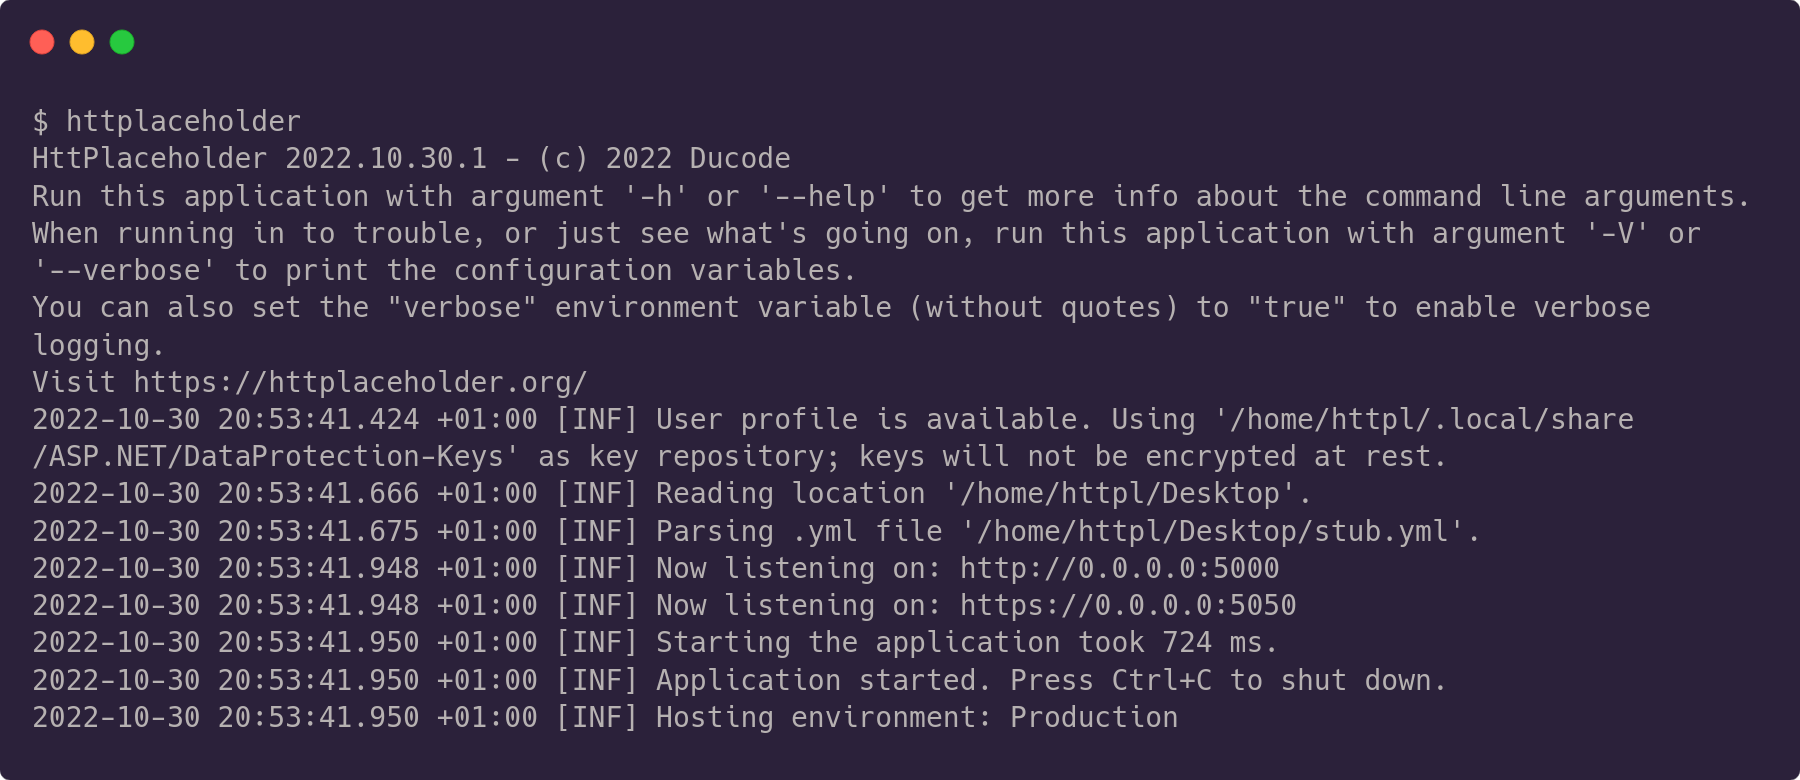 $ httplaceholder
HttPlaceholder 2022.10.30.1 - (c) 2022 Ducode
Run this application with argument '-h' or '--help' to get more info about the command line arguments.
When running in to trouble, or just see what's going on, run this application with argument '-V' or
'--verbose' to print the configuration variables.
You can also set the "verbose" environment variable (without quotes) to "true" to enable verbose
logging.
Visit https://httplaceholder.org/
2022-10-30 20:53:41.424 +01:00 [INF] User profile is available. Using '/home/httpl/.local/share
/ASP.NET/DataProtection-Keys' as key repository; keys will not be encrypted at rest.
2022-10-30 20:53:41.666 +01:00 [INF] Reading location '/home/httpl/Desktop'.
2022-10-30 20:53:41.675 +01:00 [INF] Parsing .yml file '/home/httpl/Desktop/stub.yml'.
2022-10-30 20:53:41.948 +01:00 [INF] Now listening on: http://0.0.0.0:5000
2022-10-30 20:53:41.948 +01:00 [INF] Now listening on: https://0.0.0.0:5050
2022-10-30 20:53:41.950 +01:00 [INF] Starting the application took 724 ms.
2022-10-30 20:53:41.950 +01:00 [INF] Application started. Press Ctrl+C to shut down.
2022-10-30 20:53:41.950 +01:00 [INF] Hosting environment: Production